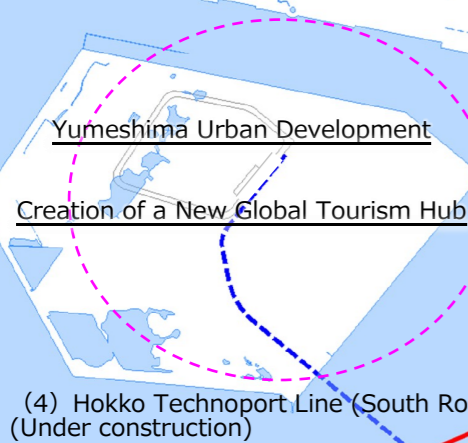 Yumeshima Urban Development
Creation of a New Global Tourism Hub
(4) Hokko Technoport Line (South Ro
(Under construction)